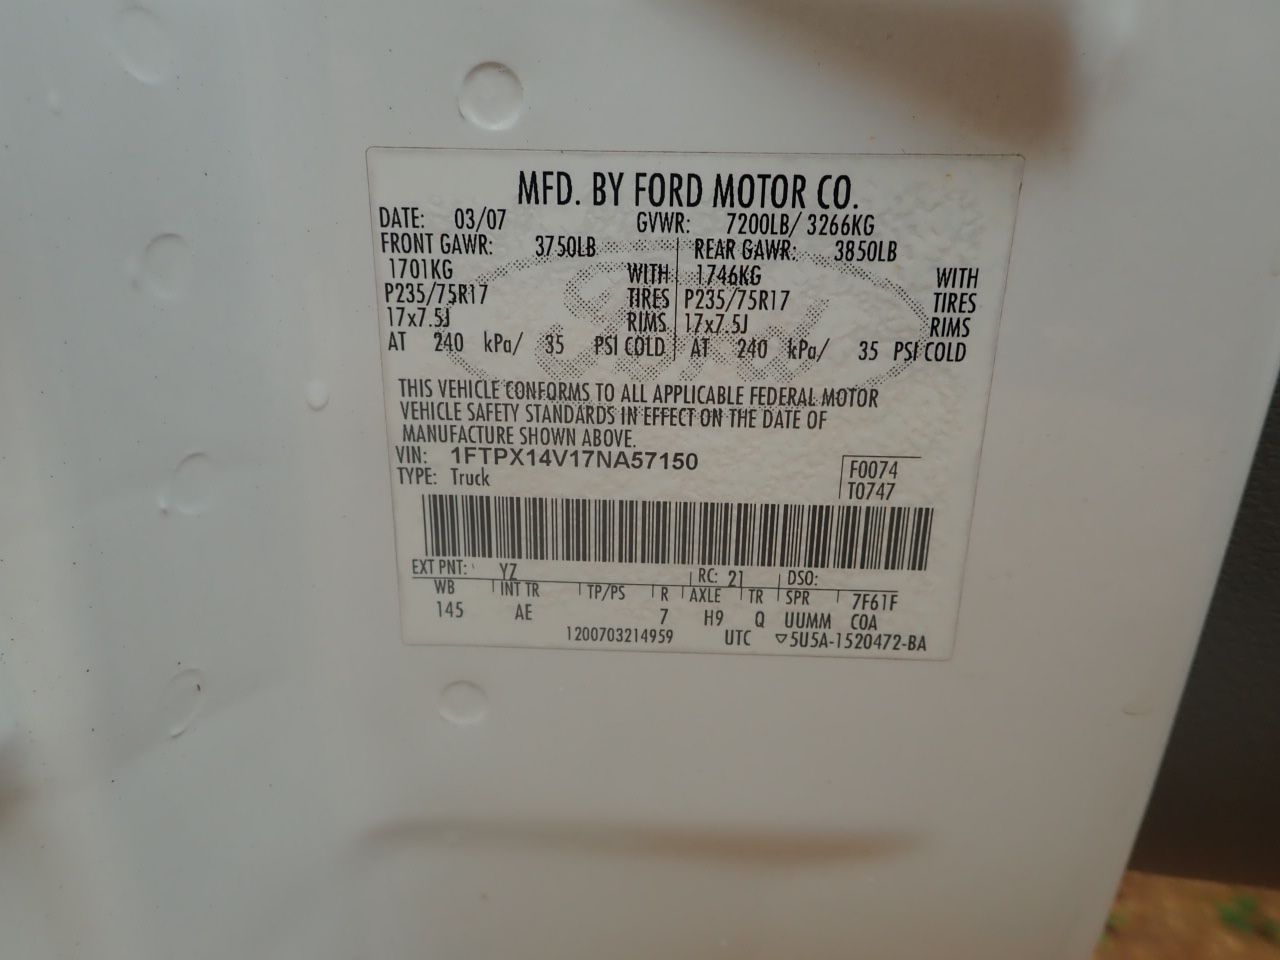 MFD. BY FORD MOTOR CO.
DATE: 03/07 GVWR: 7200LB/ 3266KG
FRONT GAWR: 3750LB REAR GAWR: 3850LB
1701KG WITH 1746KG WITH
P235/75R17 TIRES P235/75R17 TIRES
17x7.5J RIMS 17x7.5J RIMS
AT 240 kPa/ 35 PSI COLD AT 240 kPa/ 35 PSI COLD
Ford
THIS VEHICLE CONFORMS TO ALL APPLICABLE FEDERAL MOTOR
VEHICLE SAFETY STANDARDS IN EFFECT ON THE DATE OF
MANUFACTURE SHOWN ABOVE.
VIN: 1FTPX14V17NA57150
TYPE: Truck
F0074
T0747
EXT PNT: YZ RC: 21 DSO:
WB INT TR TP/PS R AXLE TR SPR 7F61F
145 AE 7 H9 Q UUMM COA
1200703214959 UTC ▽5U5A-1520472-BA